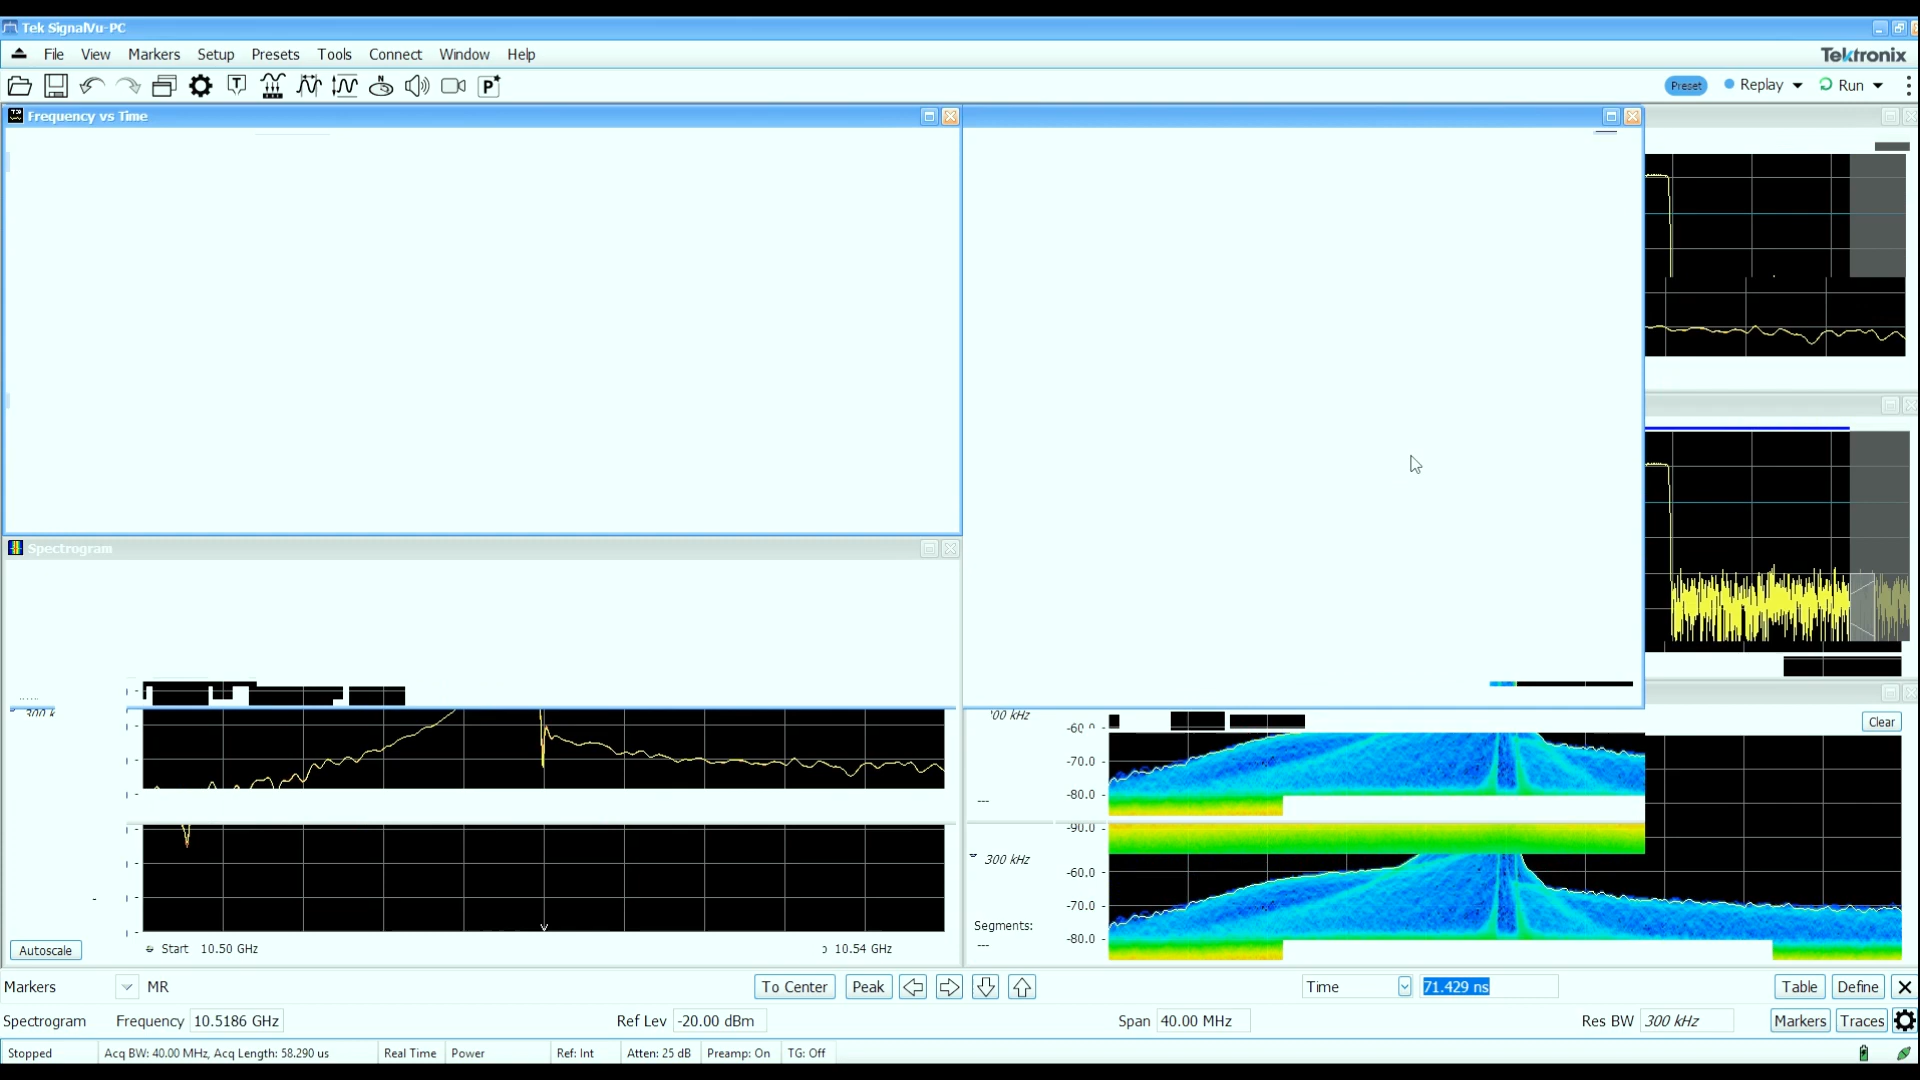 Tek SignalVu-PC
File View Markers Setup Presets Tools Connect Window Help
Tektronix
Preset Replay Run
Frequency vs Time
Spectrogram
300 k
Autoscale
Start 10.50 GHz
10.54 GHz
00 kHz
---
300 kHz
Segments:
---
-60.0
-70.0
-80.0
-90.0
-60.0
-70.0
-80.0
Clear
Markers MR To Center Peak Time 71.429 ns Table Define
Spectrogram Frequency 10.5186 GHz Ref Lev -20.00 dBm Span 40.00 MHz Res BW 300 kHz Markers Traces
Stopped Acq BW: 40.00 MHz, Acq Length: 58.290 us Real Time Power Ref: Int Atten: 25 dB Preamp: On TG: Off